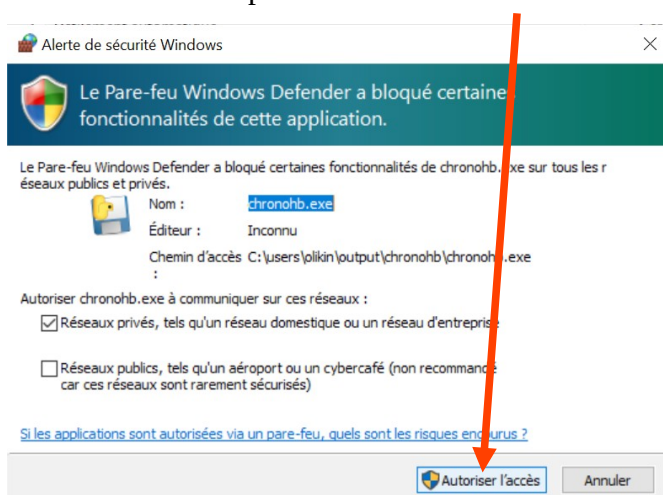 Alerte de sécurité Windows
Le Pare-feu Windows Defender a bloqué certaines
fonctionnalités de cette application.
Le Pare-feu Windows Defender a bloqué certaines fonctionnalités de chronohb.exe sur tous les r
éseaux publics et privés.
Nom : chronohb.exe
Éditeur : Inconnu
Chemin d'accès C:\users\olikin\output\chronohb\chronohb.exe
:
Autoriser chronohb.exe à communiquer sur ces réseaux :
Réseaux privés, tels qu'un réseau domestique ou un réseau d'entreprise
Réseaux publics, tels qu'un aéroport ou un cybercafé (non recommandé
car ces réseaux sont rarement sécurisés)
Si les applications sont autorisées via un pare-feu, quels sont les risques encourus ?
Autoriser l'accès Annuler